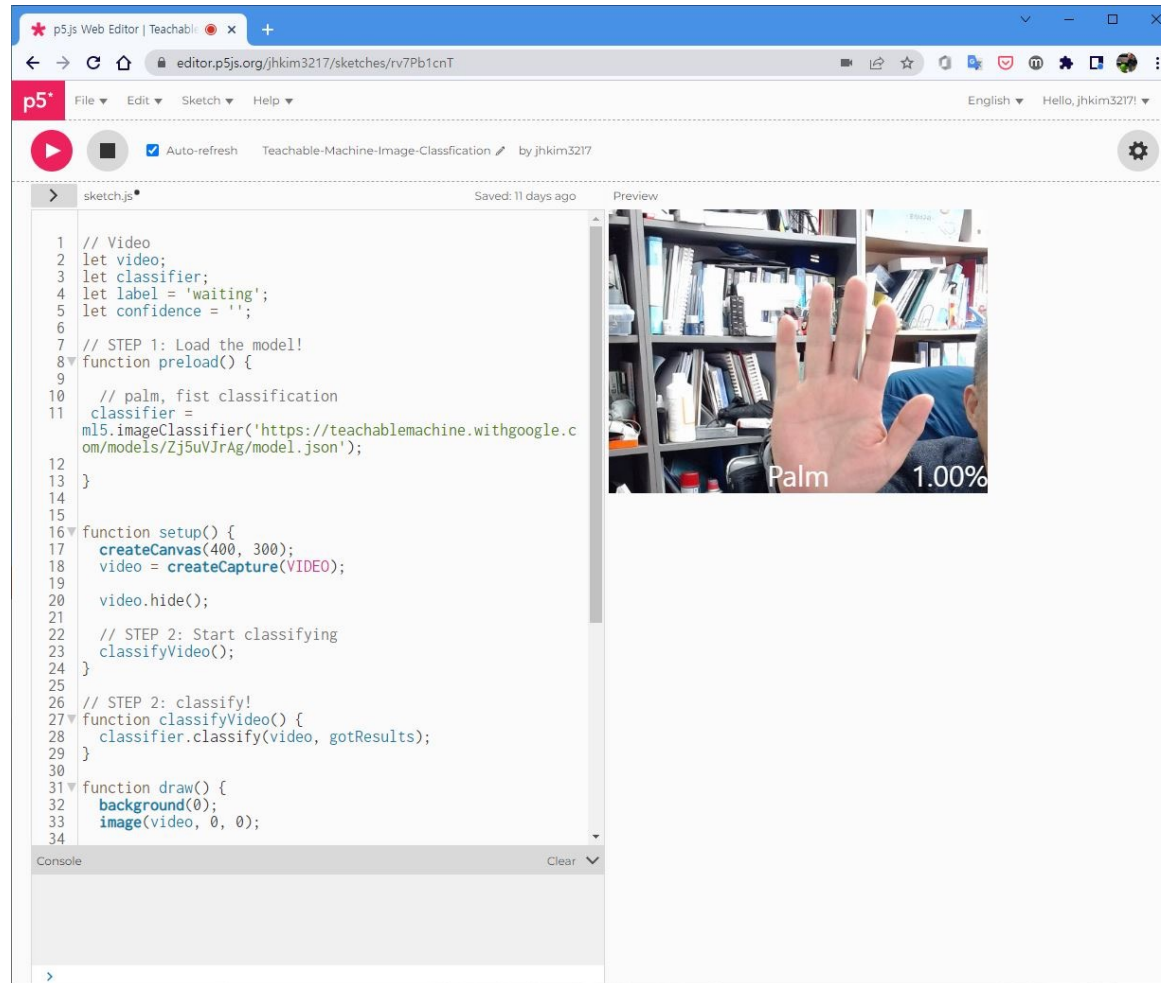 p5.js Web Editor | Teachable
editor.p5js.org/jhkim3217/sketches/rv7Pb1cnT
p5* File Edit Sketch Help English Hello, jhkim3217!
Auto-refresh Teachable-Machine-Image-Classfication by jhkim3217
sketch.js Saved: 11 days ago Preview
1 // Video
2 let video;
3 let classifier;
4 let label = 'waiting';
5 let confidence = '';
6
7 // STEP 1: Load the model!
8 function preload() {
9
10 // palm, fist classification
11 classifier =
ml5.imageClassifier('https://teachablemachine.withgoogle.c
om/models/Zj5uVJrAg/model.json');
12
13 }
14
15
16 function setup() {
17 createCanvas(400, 300);
18 video = createCapture(VIDEO);
19
20 video.hide();
21
22 // STEP 2: Start classifying
23 classifyVideo();
24 }
25
26 // STEP 2: classify!
27 function classifyVideo() {
28 classifier.classify(video, gotResults);
29 }
30
31 function draw() {
32 background(0);
33 image(video, 0, 0);
34
Palm 1.00%
Console Clear
>